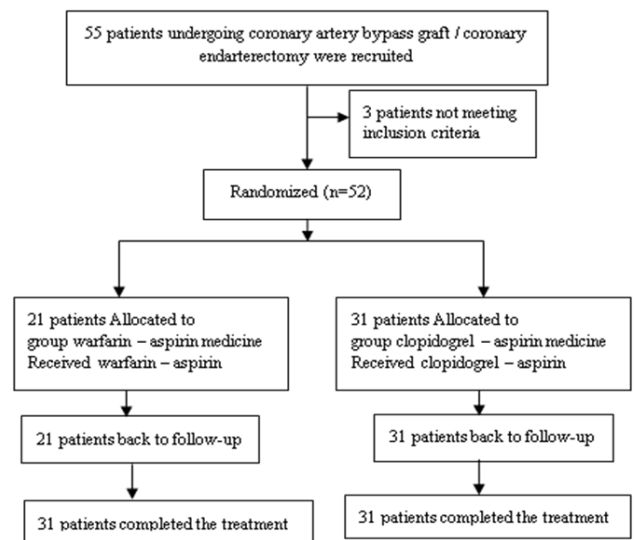 55 patients undergoing coronary artery bypass graft / coronary
endarterectomy were recruited
3 patients not meeting
inclusion criteria
Randomized (n=52)
21 patients Allocated to
group warfarin – aspirin medicine
Received warfarin – aspirin
31 patients Allocated to
group clopidogrel – aspirin medicine
Received clopidogrel – aspirin
21 patients back to follow-up
31 patients back to follow-up
31 patients completed the treatment
31 patients completed the treatment